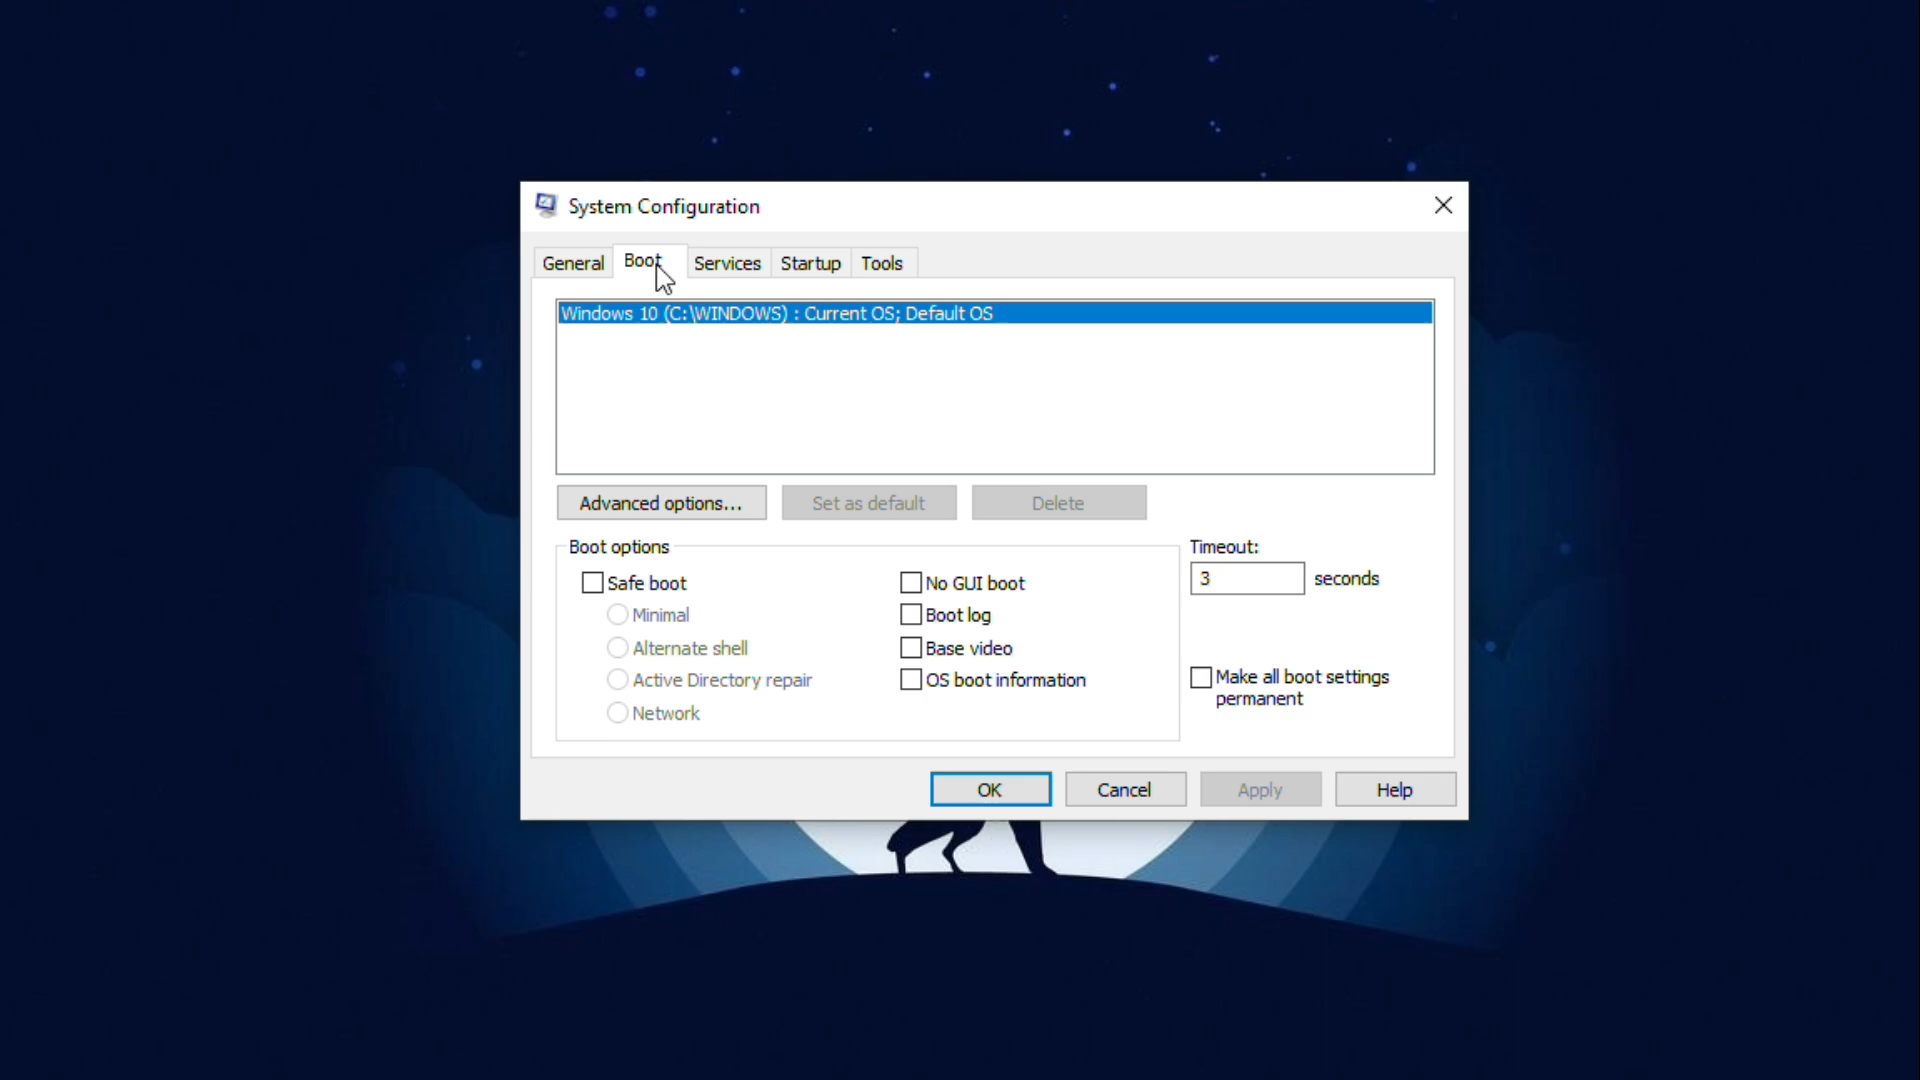 System Configuration
General Boot Services Startup Tools
Windows 10 (C:\WINDOWS) : Current OS; Default OS
Advanced options... Set as default Delete
Boot options
Timeout:
Safe boot
No GUI boot
3 seconds
Minimal
Boot log
Alternate shell
Base video
Active Directory repair
OS boot information
Make all boot settings
permanent
Network
OK Cancel Apply Help